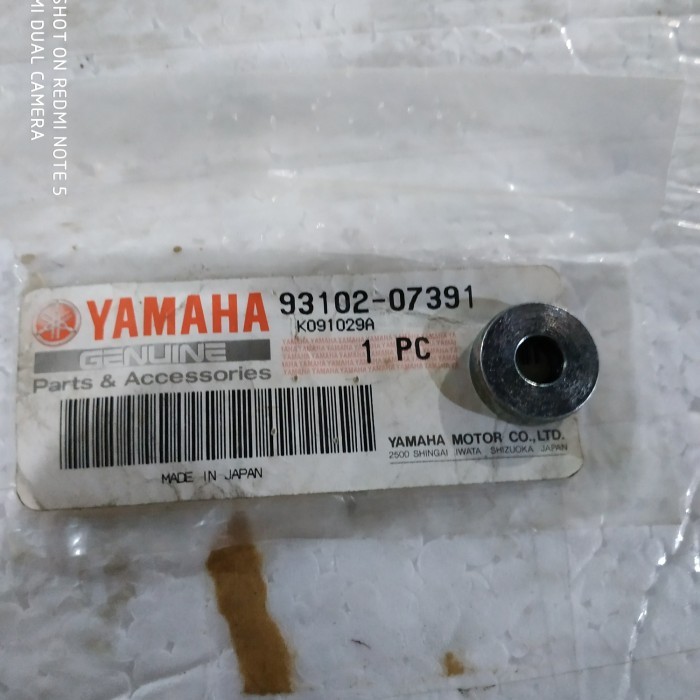 SHOT ON REDMI NOTE 5
MI DUAL CAMERA
YAMAHA
93102-07391
K091029A
GENUINE
1 PC
Parts & Accessories
YAMAHA MOTOR CO.,LTD.
2500 SHINGAI IWATA SHIZUOKA JAPAN
MADE IN JAPAN